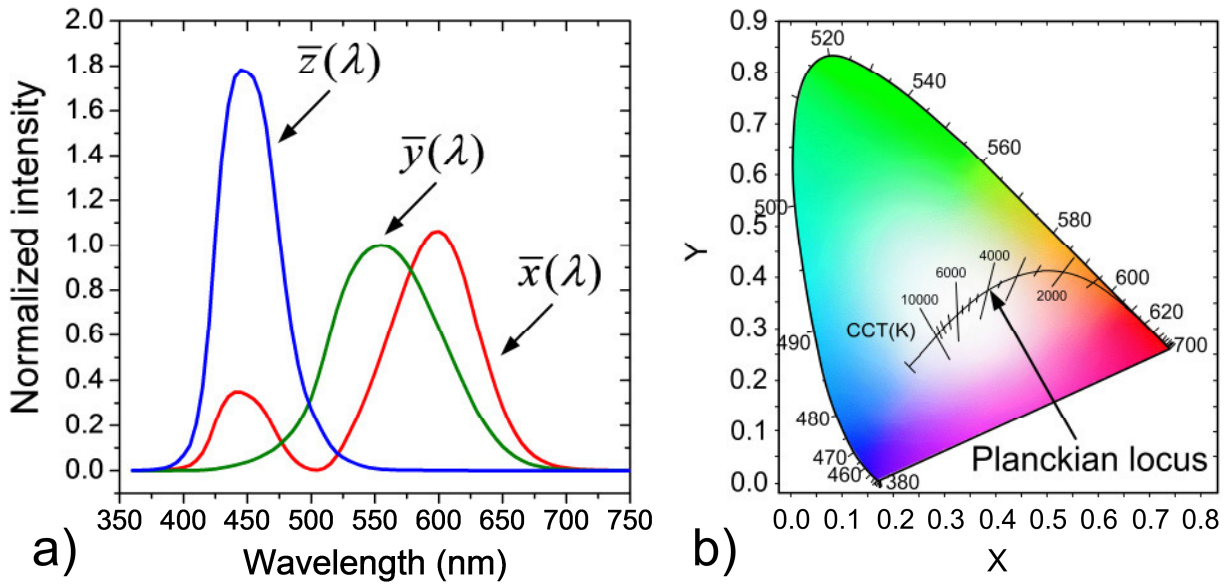 2.0
1.8
1.6
1.4
1.2
1.0
0.8
0.6
0.4
0.2
0.0
Normalized intensity
z̅(λ)
y̅(λ)
x̅(λ)
350 400 450 500 550 600 650 700 750
Wavelength (nm)
a)
0.9
0.8
0.7
0.6
0.5
0.4
0.3
0.2
0.1
0.0
Y
520
540
560
500
580
4000
6000
600
2000
10000
620
CCT(K)
490
700
480
Planckian locus
470
460
380
0.0 0.1 0.2 0.3 0.4 0.5 0.6 0.7 0.8
X
b)